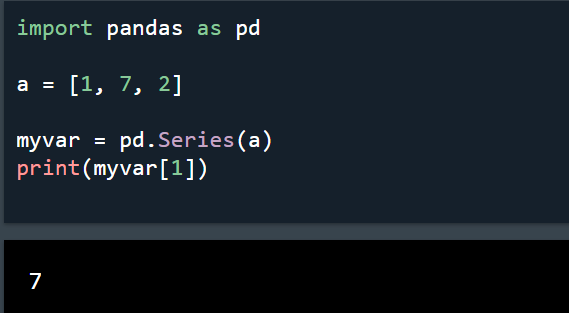 import pandas as pd
a = [1, 7, 2]
myvar = pd.Series(a)
print(myvar[1])
7